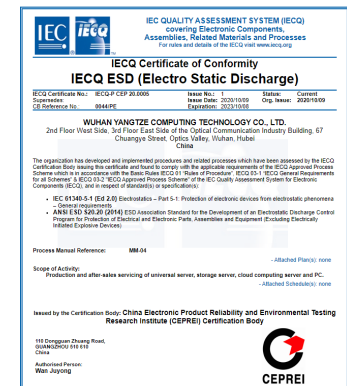 IEC
IECQ
IEC QUALITY ASSESSMENT SYSTEM (IECQ)
covering Electronic Components,
Assemblies, Related Materials and Processes
For rules and details of the IECQ visit www.iecq.org
IECQ Certificate of Conformity
IECQ ESD (Electro Static Discharge)
IECQ Certificate No.: IECQ-P CEP 20.0005 Issue No.: 1 Status: Current
Supersedes: Issue Date: 2020/10/09 Org. Issue: 2020/10/09
CB Reference No.: 0044/PE Expiration: 2023/10/08
WUHAN YANGTZE COMPUTING TECHNOLOGY CO., LTD.
2nd Floor West Side, 3rd Floor East Side of the Optical Communication Industry Building, 67
Chuangye Street, Optics Valley, Wuhan, Hubei
China
The organization has developed and implemented procedures and related processes which have been assessed by the IECQ
Certification Body issuing this certificate and found to comply with the applicable requirements of the IECQ Approved Process
Scheme which is in accordance with the Basic Rules IECQ 01 "Rules of Procedure", IECQ 03-1 "IECQ General Requirements
for all Schemes" & IECQ 03-2 "IECQ Approved Process Scheme" of the IEC Quality Assessment System for Electronic
Components (IECQ), and in respect of standard(s) or specification(s):
• IEC 61340-5-1 (Ed 2.0) Electrostatics – Part 5-1: Protection of electronic devices from electrostatic phenomena
– General requirements
• ANSI ESD S20.20 (2014) ESD Association Standard for the Development of an Electrostatic Discharge Control
Program for Protection of Electrical and Electronic Parts, Assemblies and Equipment (Excluding Electrically
Initiated Explosive Devices)
Process Manual Reference: MM-04
- Attached Plan(s): none
Scope of Activity:
Production and after-sales servicing of universal server, storage server, cloud computing server and PC.
- Attached Schedule(s): none
Issued by the Certification Body: China Electronic Product Reliability and Environmental Testing
Research Institute (CEPREI) Certification Body
110 Dongguan Zhuang Road,
GUANGZHOU 510 610
China
Authorised Person:
Wan Juyong
CEPREI